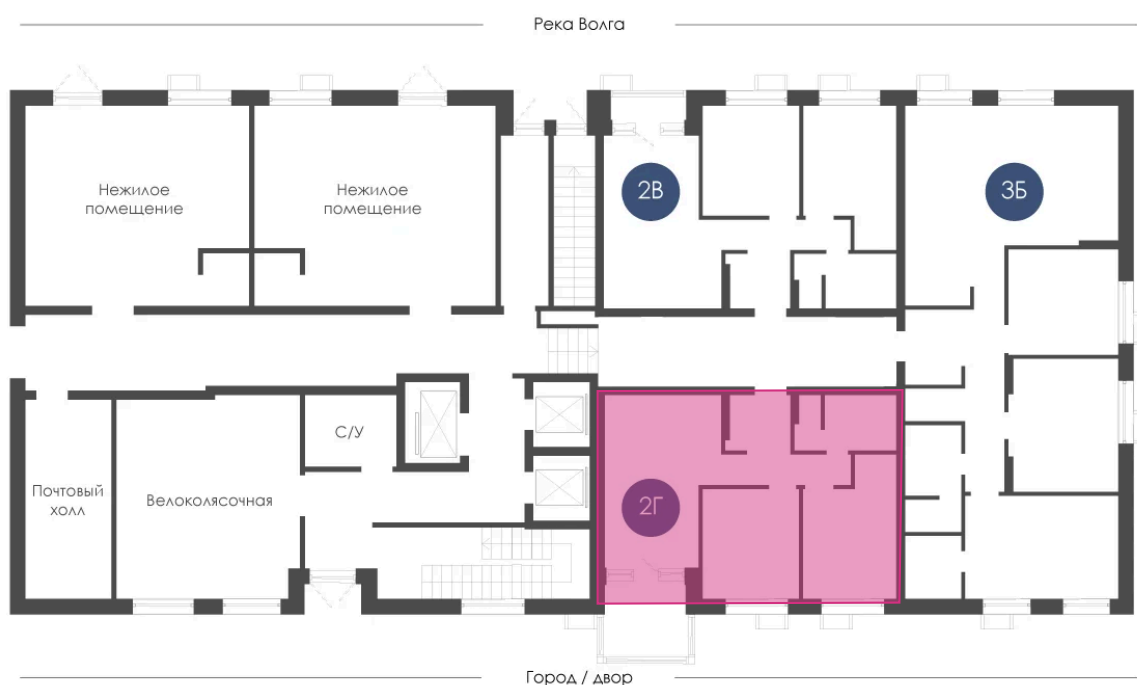 Река Волга
Нежилое
помещение
Нежилое
помещение
2В
3Б
С/У
Почтовый
холл
Велоколясочная
2Г
Город / двор